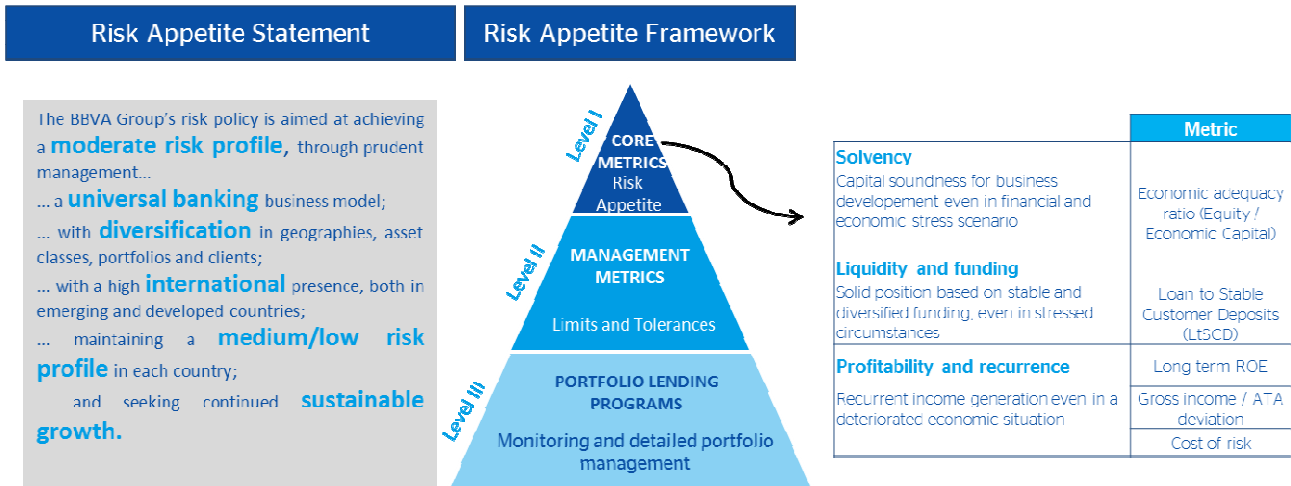 Risk Appetite Statement
Risk Appetite Framework
The BBVA Group's risk policy is aimed at achieving
a moderate risk profile, through prudent
management...
... a universal banking business model;
... with diversification in geographies, asset
classes, portfolios and clients;
... with a high international presence, both in
emerging and developed countries;
... maintaining a medium/low risk
profile in each country;
and seeking continued sustainable
growth.
Level I
CORE
METRICS
Risk
Appetite
Level II
MANAGEMENT
METRICS
Limits and Tolerances
Level III
PORTFOLIO LENDING
PROGRAMS
Monitoring and detailed portfolio
management
Metric
Solvency
Capital soundness for business
developement even in financial and
economic stress scenario
Economic adequacy
ratio (Equity /
Economic Capital)
Liquidity and funding
Solid position based on stable and
diversified funding, even in stressed
circumstances
Loan to Stable
Customer Deposits
(LtSCD)
Profitability and recurrence
Recurrent income generation even in a
deteriorated economic situation
Long term ROE
Gross income / ATA
deviation
Cost of risk